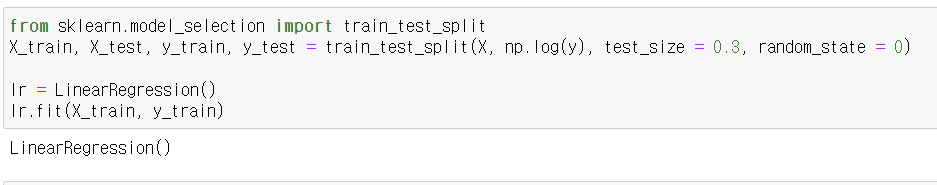 from sklearn.model_selection import train_test_split
X_train, X_test, y_train, y_test = train_test_split(X, np.log(y), test_size = 0.3, random_state = 0)
lr = LinearRegression()
lr.fit(X_train, y_train)
LinearRegression()